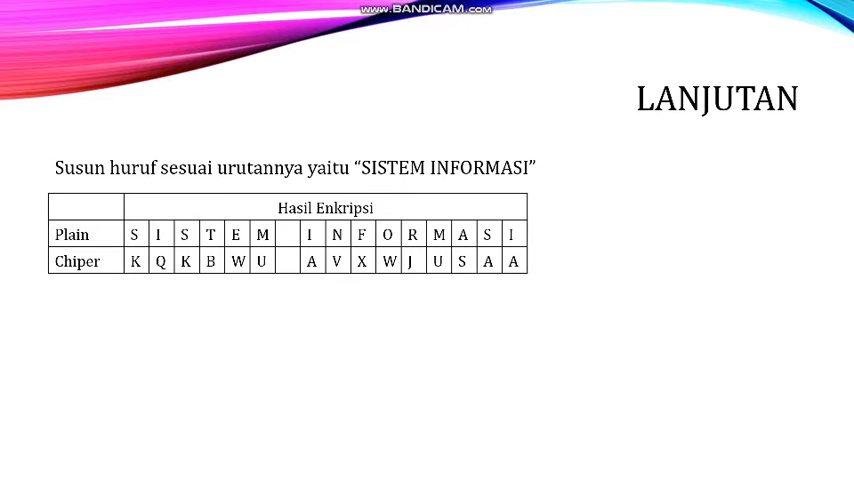 www.BANDICAM.com
LANJUTAN
Susun huruf sesuai urutannya yaitu “SISTEM INFORMASI”
Hasil Enkripsi
Plain S I S T E M I N F O R M A S I
Chiper K Q K B W U A V X W J U S A A